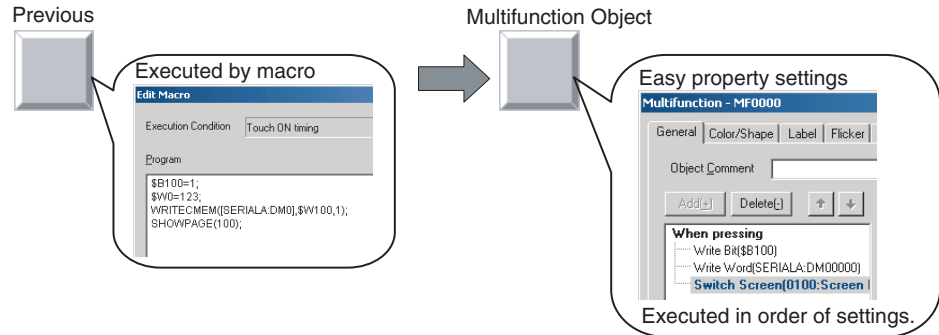 Previous
Multifunction Object
Executed by macro
Edit Macro
Execution Condition Touch ON timing
Program
$B100=1;
$W0=123;
WRITECMEM([SERIALA:DM0],$W100,1);
SHOWPAGE(100);
Easy property settings
Multifunction - MF0000
General Color/Shape Label Flicker
Object Comment
Add[+] Delete[-]
When pressing
Write Bit($B100)
Write Word(SERIALA:DM00000)
Switch Screen(0100:Screen
Executed in order of settings.